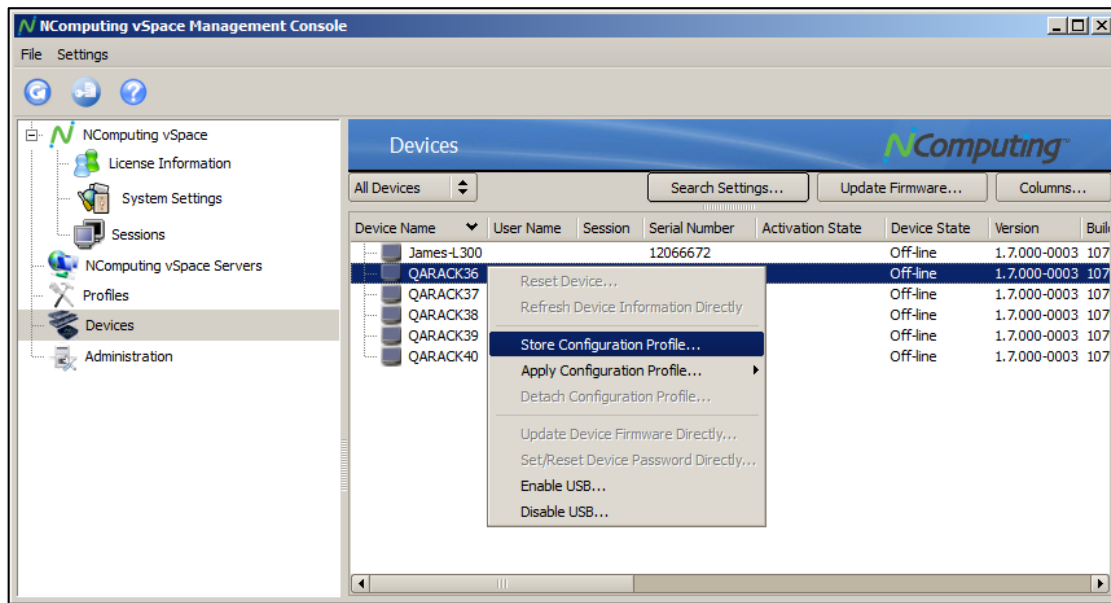 NComputing vSpace Management Console
File Settings
NComputing vSpace
License Information
System Settings
Sessions
NComputing vSpace Servers
Profiles
Devices
Administration
Devices
NComputing™
All Devices Search Settings... Update Firmware... Columns...
Device Name User Name Session Serial Number Activation State Device State Version
James-L300 12066672 Off-line 1.7.000-0003 107
QARACK36 Off-line 1.7.000-0003 107
QARACK37 Off-line 1.7.000-0003 107
QARACK38 Off-line 1.7.000-0003 107
QARACK39 Off-line 1.7.000-0003 107
QARACK40 Off-line 1.7.000-0003 107
Reset Device...
Refresh Device Information Directly
Store Configuration Profile...
Apply Configuration Profile...
Detach Configuration Profile...
Update Device Firmware Directly...
Set/Reset Device Password Directly...
Enable USB...
Disable USB...